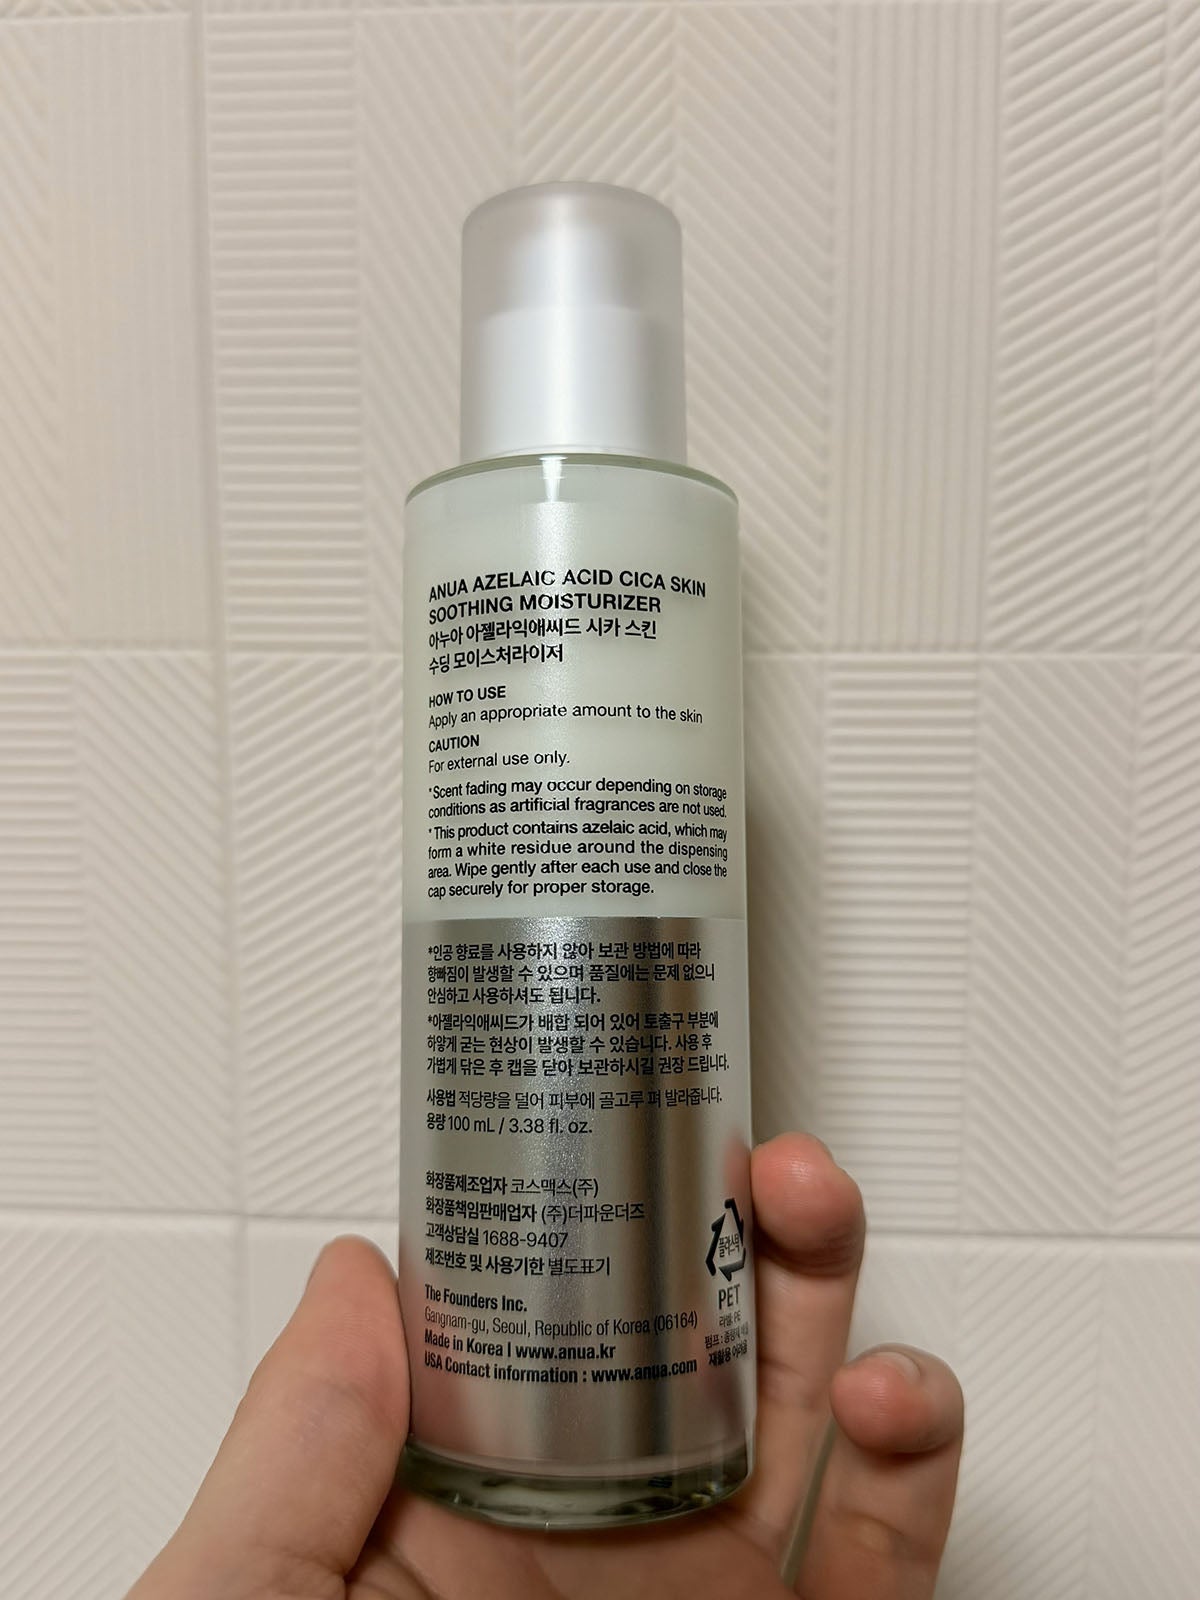 ANUA AZELAIC ACID CICA SKIN
SOOTHING MOISTURIZER
아누아 아젤라익애씨드 시카 스킨
수딩 모이스처라이저
HOW TO USE
Apply an appropriate amount to the skin
CAUTION
For external use only.
*Scent fading may occur depending on storage
conditions as artificial fragrances are not used.
*This product contains azelaic acid, which may
form a white residue around the dispensing
area. Wipe gently after each use and close the
cap securely for proper storage.
*인공 향료를 사용하지 않아 보관 방법에 따라
향빠짐이 발생할 수 있으며 품질에는 문제 없으니
안심하고 사용하셔도 됩니다.
*아젤라익애씨드가 배합 되어 있어 토출구 부분에
하얗게 굳는 현상이 발생할 수 있습니다. 사용 후
가볍게 닦은 후 캡을 닫아 보관하시길 권장 드립니다.
사용법 적당량을 덜어 피부에 골고루 펴 발라줍니다.
용량 100 mL / 3.38 fl. oz.
화장품제조업자 코스맥스(주)
화장품책임판매업자 (주)더파운더즈
고객상담실 1688-9407
제조번호 및 사용기한 별도표기
The Founders Inc.
Gangnam-gu, Seoul, Republic of Korea (06164)
Made in Korea I www.anua.kr
USA Contact information : www.anua.com
플라스틱
PET
라벨: PE
펌프:
재활용 어려움